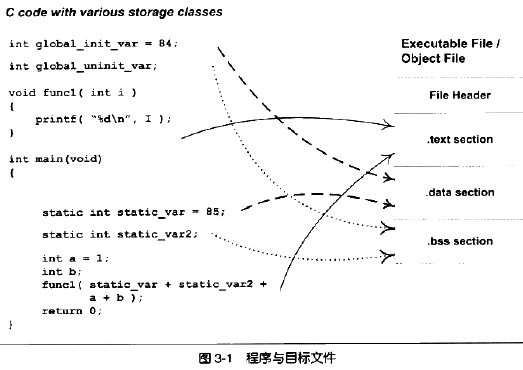 C code with various storage classes
int global_init_var = 84;
int global_uninit_var;
void func1( int i )
{
printf( "%d\n", I );
}
int main(void)
{
static int static_var = 85;
static int static_var2;
int a = 1;
int b;
func1( static_var + static_var2 +
a + b );
return 0;
}
Executable File /
Object File
File Header
.text section
.data section
.bss section
图 3-1 程序与目标文件